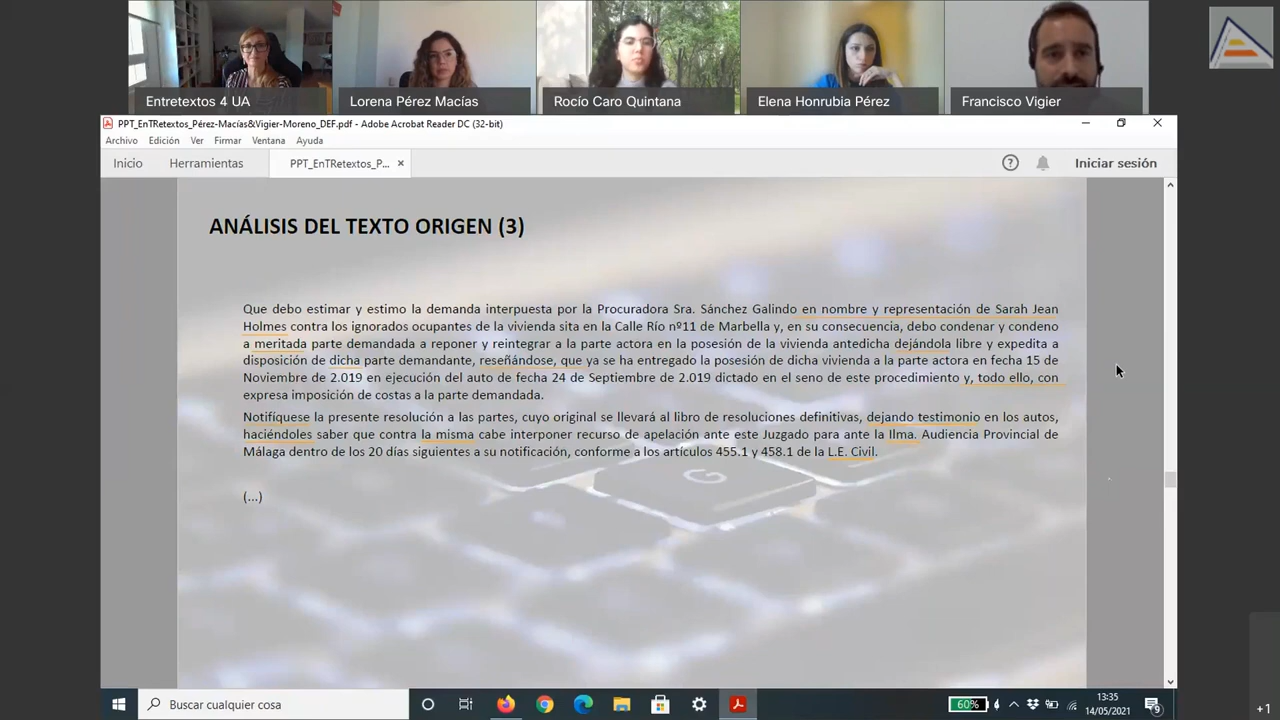 Entretextos 4 UA
Lorena Pérez Macías
Rocío Caro Quintana
Elena Honrubia Pérez
Francisco Vigier
PPT_EnTRetextos_Pérez-Macías&Vigier-Moreno_DEF.pdf - Adobe Acrobat Reader DC (32-bit)
Archivo Edición Ver Firmar Ventana Ayuda
Inicio Herramientas PPT_EnTRetextos_P... × Iniciar sesión
ANÁLISIS DEL TEXTO ORIGEN (3)
Que debo estimar y estimo la demanda interpuesta por la Procuradora Sra. Sánchez Galindo en nombre y representación de Sarah Jean
Holmes contra los ignorados ocupantes de la vivienda sita en la Calle Río nº11 de Marbella y, en su consecuencia, debo condenar y condeno
a meritada parte demandada a reponer y reintegrar a la parte actora en la posesión de la vivienda antedicha dejándola libre y expedita a
disposición de dicha parte demandante, reseñándose, que ya se ha entregado la posesión de dicha vivienda a la parte actora en fecha 15 de
Noviembre de 2.019 en ejecución del auto de fecha 24 de Septiembre de 2.019 dictado en el seno de este procedimiento y, todo ello, con
expresa imposición de costas a la parte demandada.
Notifíquese la presente resolución a las partes, cuyo original se llevará al libro de resoluciones definitivas, dejando testimonio en los autos,
haciéndoles saber que contra la misma cabe interponer recurso de apelación ante este Juzgado para ante la Ilma. Audiencia Provincial de
Málaga dentro de los 20 días siguientes a su notificación, conforme a los artículos 455.1 y 458.1 de la L.E. Civil.
(...)
G
Buscar cualquier cosa
60%
13:35
14/05/2021
9
+1